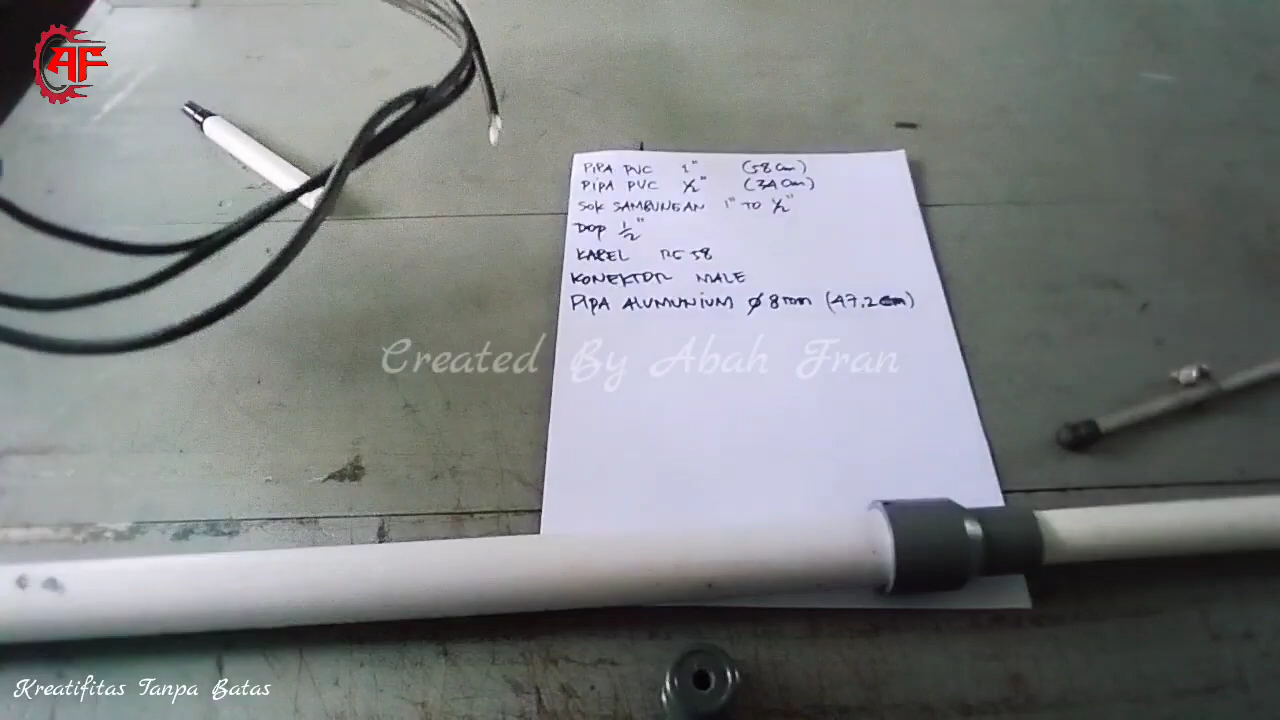 AF
PIPA PVC 1" (58 cm)
PIPA PVC 1/2" (34 cm)
SOK SAMBUNGAN 1" TO 1/2"
DOP 1/2"
KABEL RG 58
KONEKTOR MALE
PIPA ALUMUNIUM Ø 8mm (47.2cm)
Created By Abah Fran
Kreatifitas Tanpa Batas